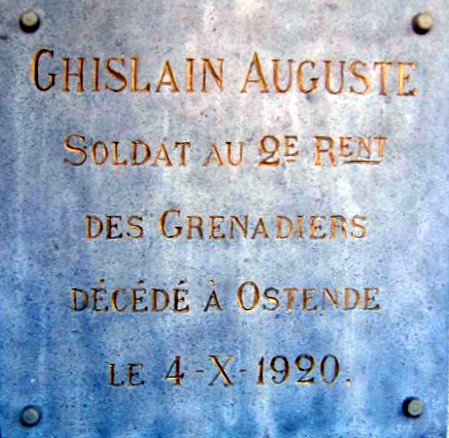 GHISLAIN AUGUSTE
SOLDAT AU 2E RENT
DES GRENADIERS
DÉCÉDÉ À OSTENDE
LE 4-X-1920.